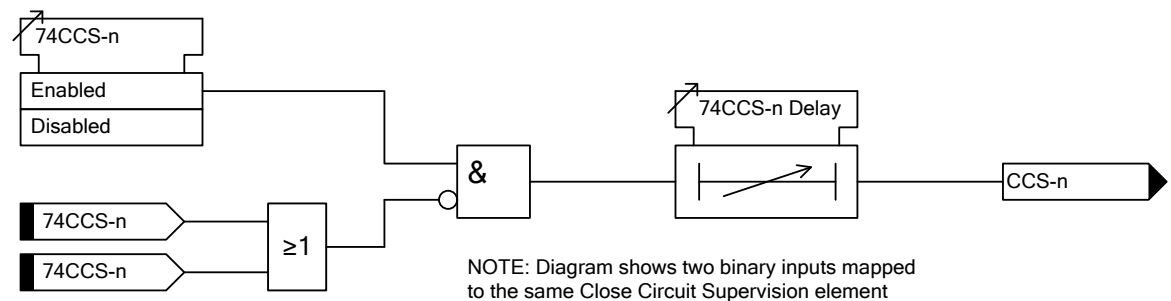 74CCS-n
Enabled
Disabled
74CCS-n Delay
&
CCS-n
74CCS-n
74CCS-n
≥1
NOTE: Diagram shows two binary inputs mapped
to the same Close Circuit Supervision element